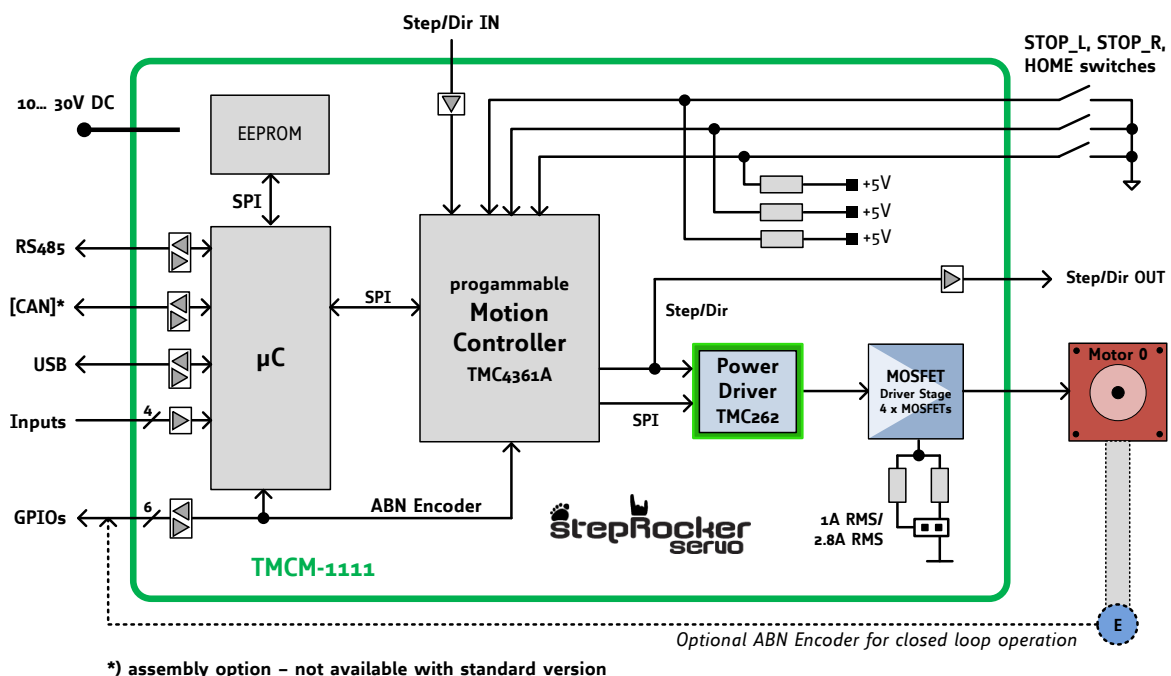 Step/Dir IN
STOP_L, STOP_R,
HOME switches
10... 30V DC
EEPROM
SPI
+5V
+5V
+5V
RS485
[CAN]*
USB
Inputs
4
GPIOs
6
µC
SPI
progammable
Motion
Controller
TMC4361A
Step/Dir
Step/Dir OUT
SPI
Power
Driver
TMC262
MOSFET
Driver Stage
4 x MOSFETs
Motor 0
ABN Encoder
stepRocker
servo
1A RMS/
2.8A RMS
TMCM-1111
E
Optional ABN Encoder for closed loop operation
*) assembly option – not available with standard version